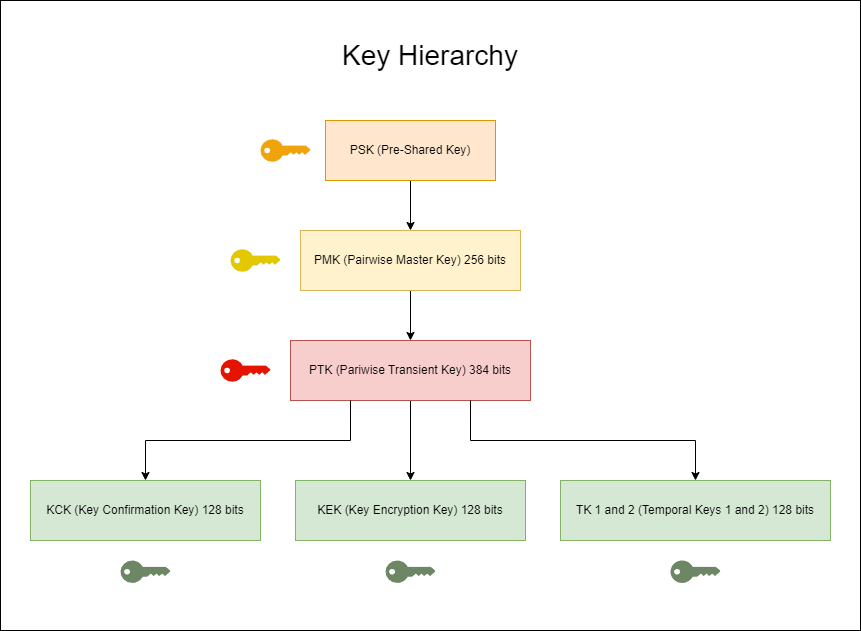 Key Hierarchy
PSK (Pre-Shared Key)
PMK (Pairwise Master Key) 256 bits
PTK (Pariwise Transient Key) 384 bits
KCK (Key Confirmation Key) 128 bits
KEK (Key Encryption Key) 128 bits
TK 1 and 2 (Temporal Keys 1 and 2) 128 bits